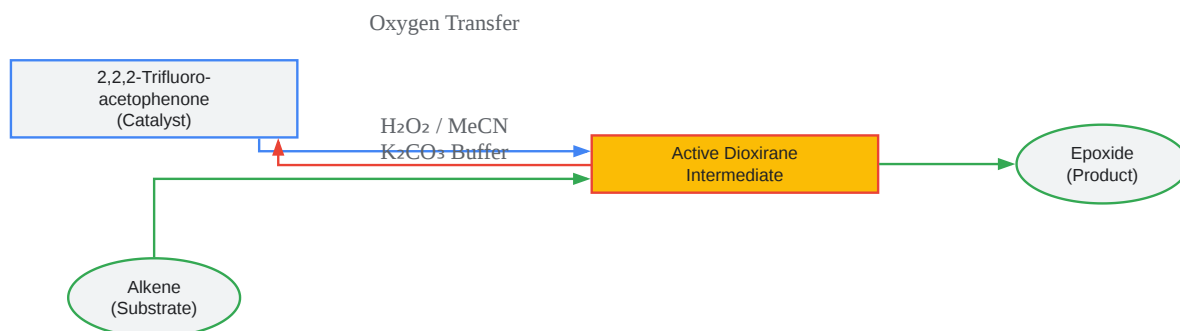 Oxygen Transfer
2,2,2-Trifluoro-
acetophenone
(Catalyst)
H₂O₂ / MeCN
K₂CO₃ Buffer
Active Dioxirane
Intermediate
Epoxide
(Product)
Alkene
(Substrate)